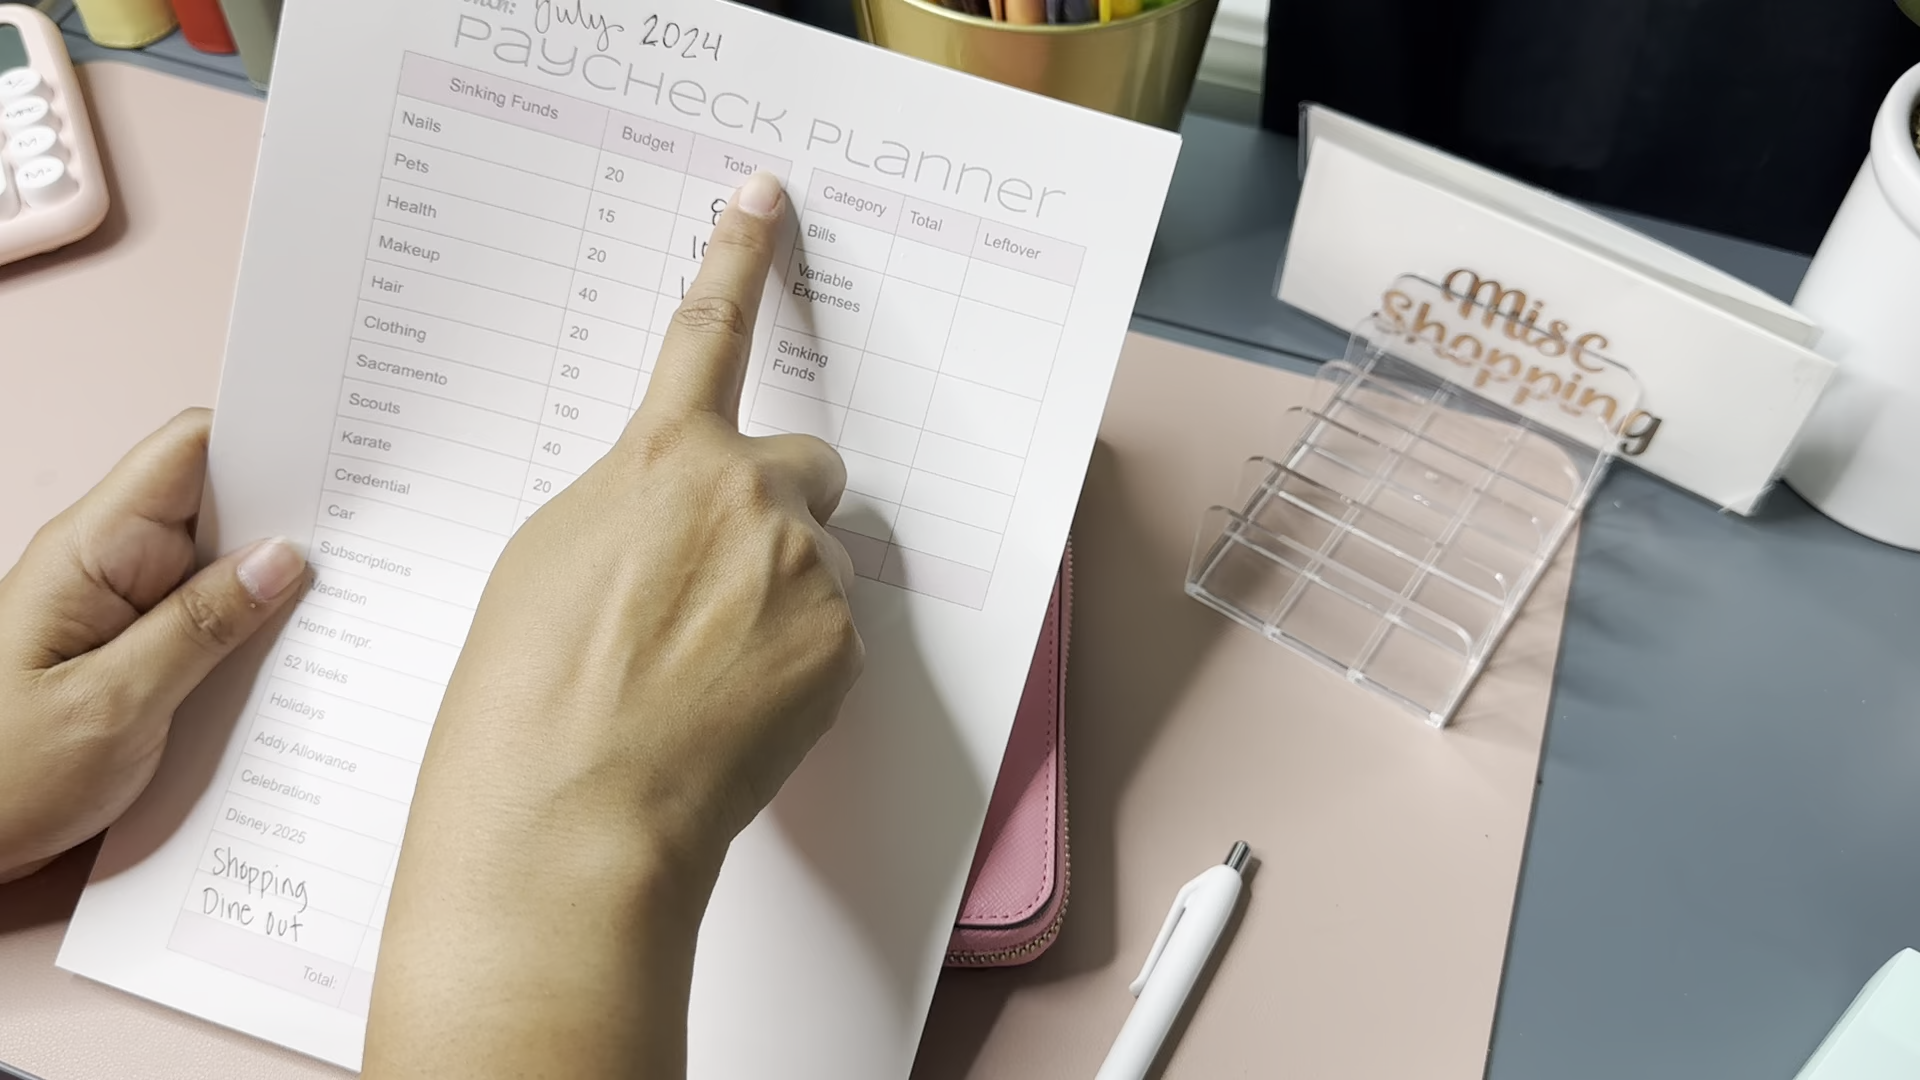 July 2024
PAYCHECK PLANNER
Sinking Funds Budget Total
Nails 20
Pets 15
Health 20
Makeup 40
Hair 20
Clothing 20
Sacramento 100
Scouts 40
Karate 20
Credential
Car
Subscriptions
Vacation
Home Impr.
52 Weeks
Holidays
Addy Allowance
Celebrations
Disney 2025
Shopping
Dine out
Total:
Category Total Leftover
Bills
Variable
Expenses
Sinking
Funds
Misc
Shopping